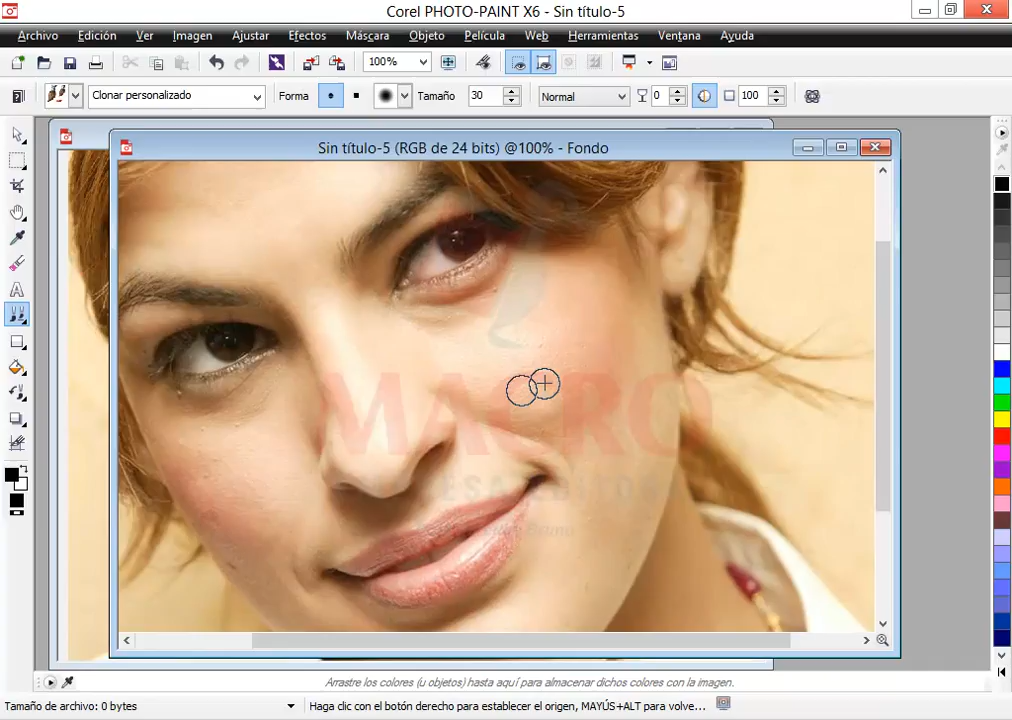 Corel PHOTO-PAINT X6 - Sin título-5
Archivo Edición Ver Imagen Ajustar Efectos Máscara Objeto Película Web Herramientas Ventana Ayuda
100%
Clonar personalizado Forma Tamaño 30 Normal 0 100
Sin título-5 (RGB de 24 bits) @100% - Fondo
MACRO
Arrastre los colores (u objetos) hasta aquí para almacenar dichos colores con la imagen.
Tamaño de archivo: 0 bytes Haga clic con el botón derecho para establecer el origen, MAYÚS+ALT para volve...